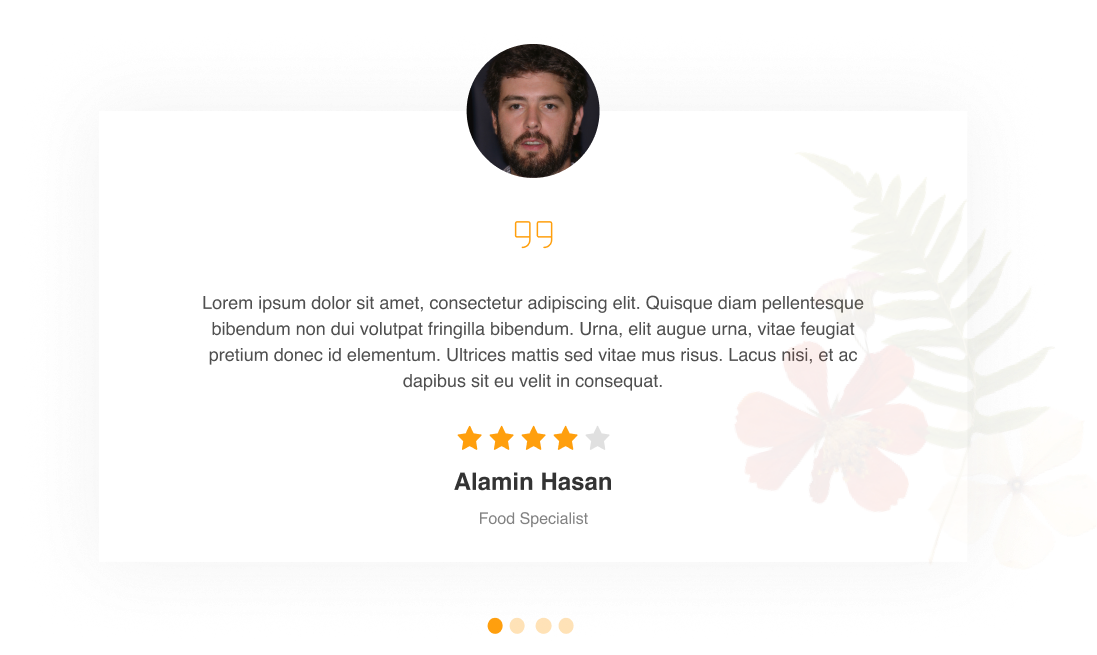 Lorem ipsum dolor sit amet, consectetur adipiscing elit. Quisque diam pellentesque
bibendum non dui volutpat fringilla bibendum. Urna, elit augue urna, vitae feugiat
pretium donec id elementum. Ultrices mattis sed vitae mus risus. Lacus nisi, et ac
dapibus sit eu velit in consequat.
Alamin Hasan
Food Specialist